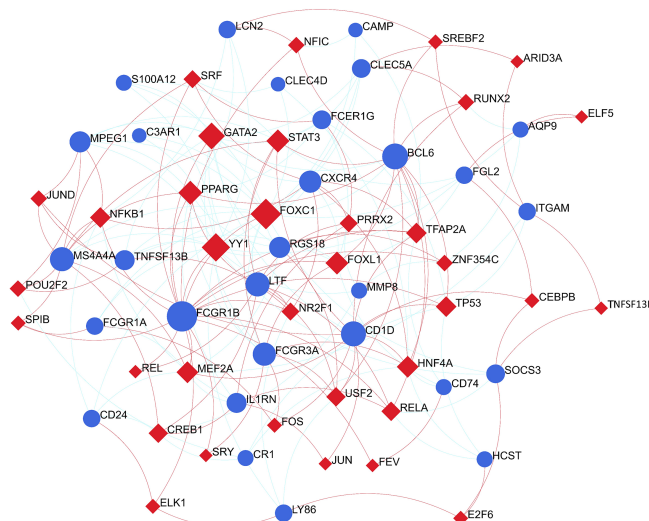 LCN2
CAMP
NFIC
SREBF2
ARID3A
CLEC5A
S100A12
SRF
CLEC4D
RUNX2
FCER1G
ELF5
AQP9
MPEG1
C3AR1
GATA2
STAT3
BCL6
FGL2
CXCR4
PPARG
JUND
NFKB1
FOXC1
PRRX2
ITGAM
TFAP2A
YY1
RGS18
MS4A4A
TNFSF13B
FOXL1
ZNF354C
POU2F2
LTF
MMP8
CEBPB
TP53
TNFSF13
NR2F1
SPIB
FCGR1A
FCGR1B
CD1D
FCGR3A
REL
MEF2A
HNF4A
SOCS3
CD74
USF2
IL1RN
RELA
CD24
CREB1
FOS
SRY
CR1
JUN
FEV
HCST
ELK1
LY86
E2F6